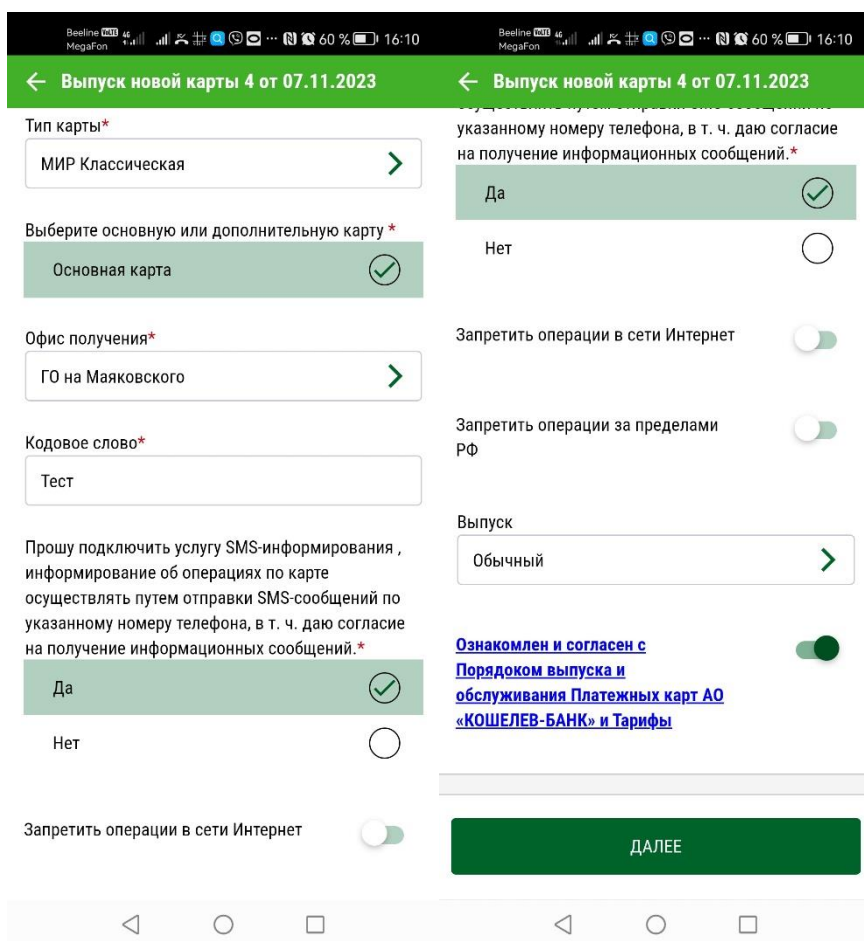 Beeline VoLTE 4G 60 % 16:10
MegaFon
Выпуск новой карты 4 от 07.11.2023
Тип карты*
МИР Классическая
Выберите основную или дополнительную карту *
Основная карта
Офис получения*
ГО на Маяковского
Кодовое слово*
Тест
Прошу подключить услугу SMS-информирования ,
информирование об операциях по карте
осуществлять путем отправки SMS-сообщений по
указанному номеру телефона, в т. ч. даю согласие
на получение информационных сообщений.*
Да
Нет
Запретить операции в сети Интернет
Beeline VoLTE 4G 60 % 16:10
MegaFon
Выпуск новой карты 4 от 07.11.2023
указанному номеру телефона, в т. ч. даю согласие
на получение информационных сообщений.*
Да
Нет
Запретить операции в сети Интернет
Запретить операции за пределами
РФ
Выпуск
Обычный
Ознакомлен и согласен с
Порядоком выпуска и
обслуживания Платежных карт АО
«КОШЕЛЕВ-БАНК» и Тарифы
ДАЛЕЕ